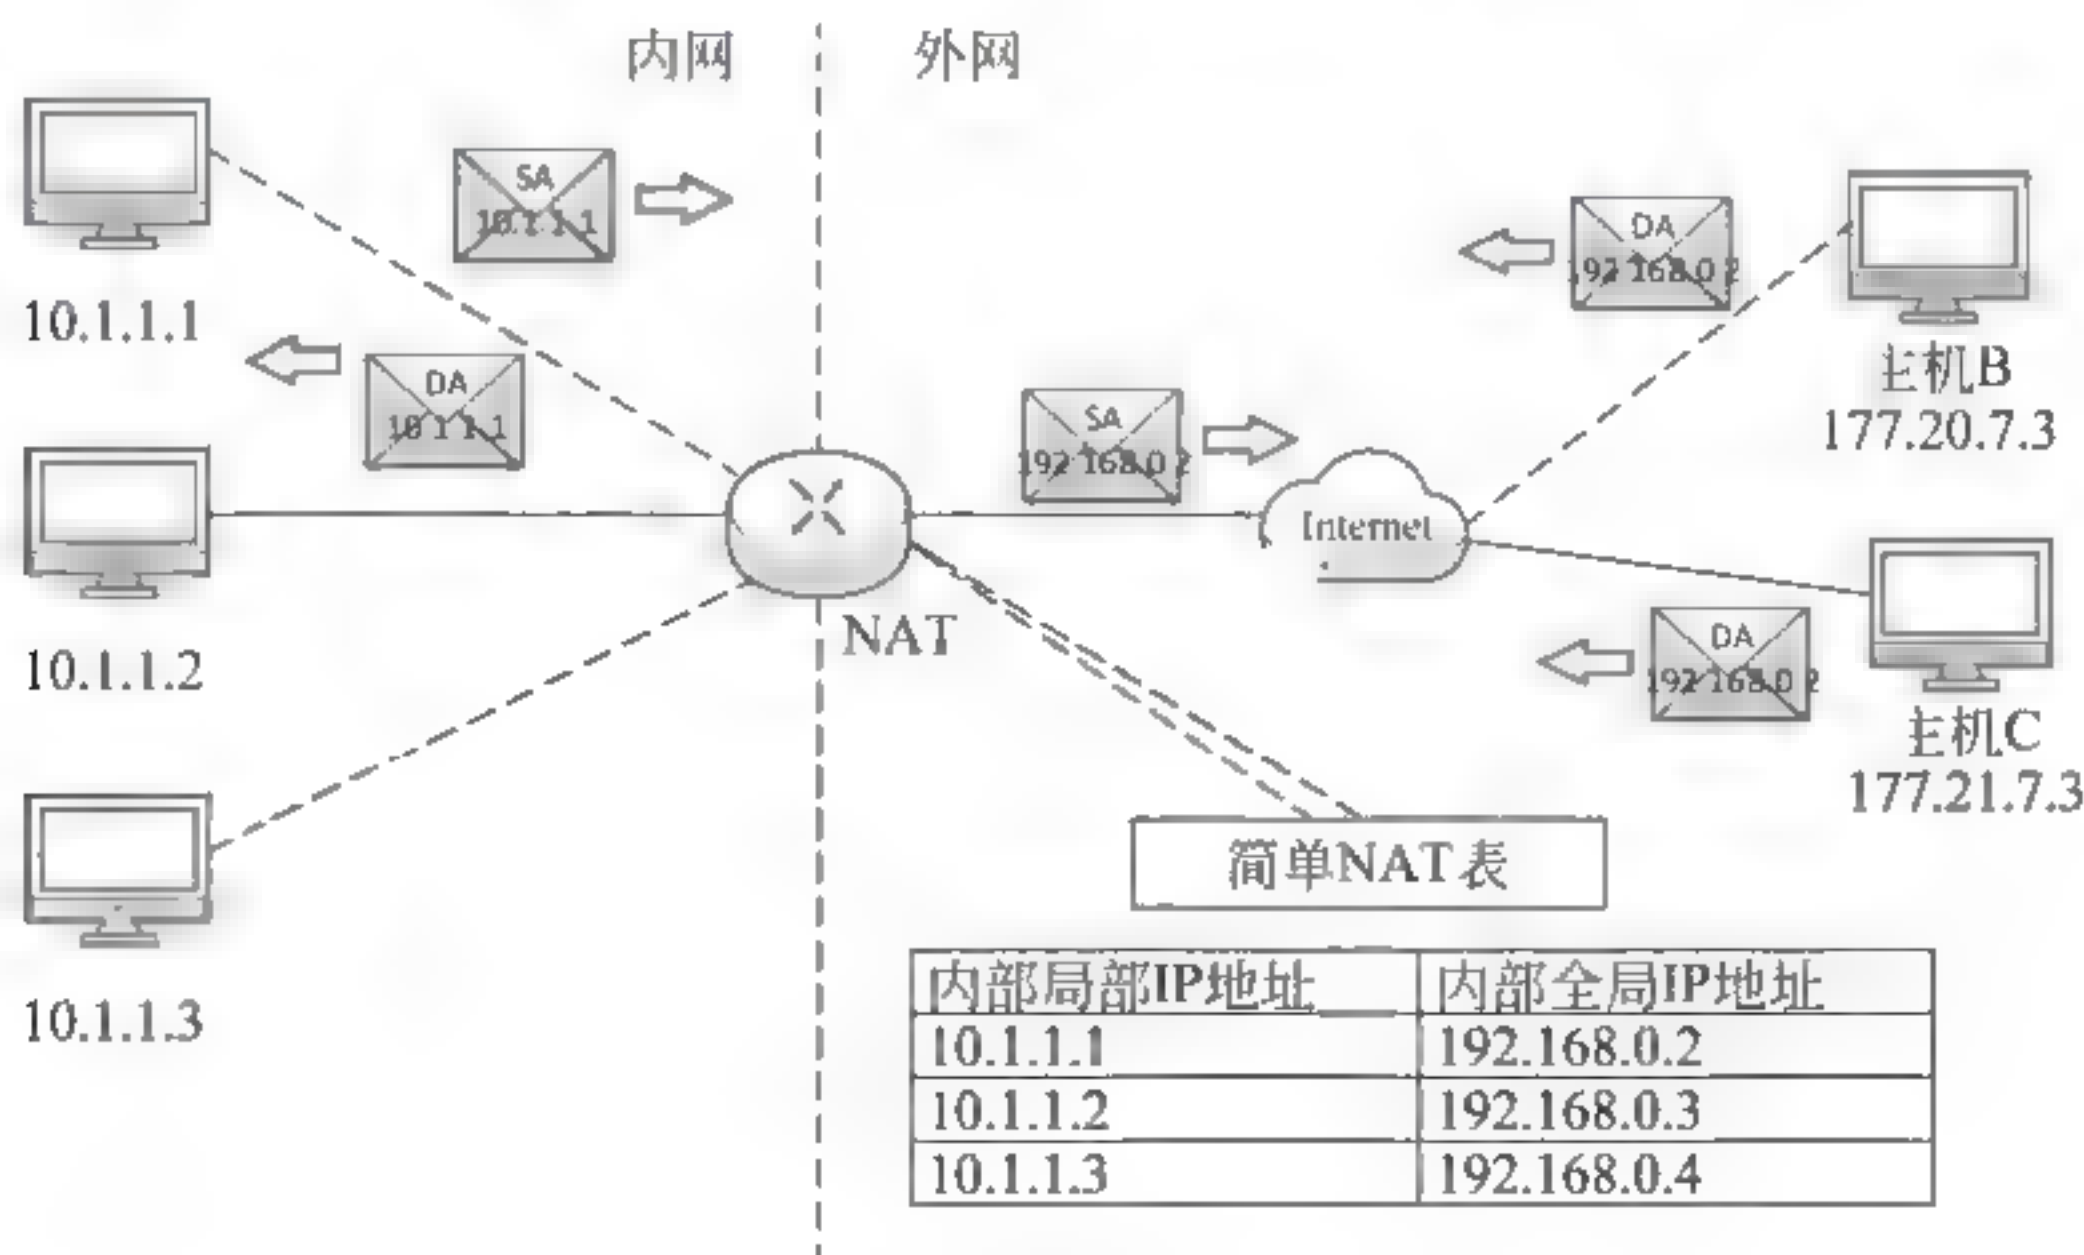 内网
外网
SA
10.1.1.1
DA
192.168.0.2
10.1.1.1
主机B
177.20.7.3
DA
10.1.1.1
SA
192.168.0.2
Internet
10.1.1.2
NAT
DA
192.168.0.2
主机C
177.21.7.3
简单NAT表
10.1.1.3
内部局部IP地址 内部全局IP地址
10.1.1.1 192.168.0.2
10.1.1.2 192.168.0.3
10.1.1.3 192.168.0.4